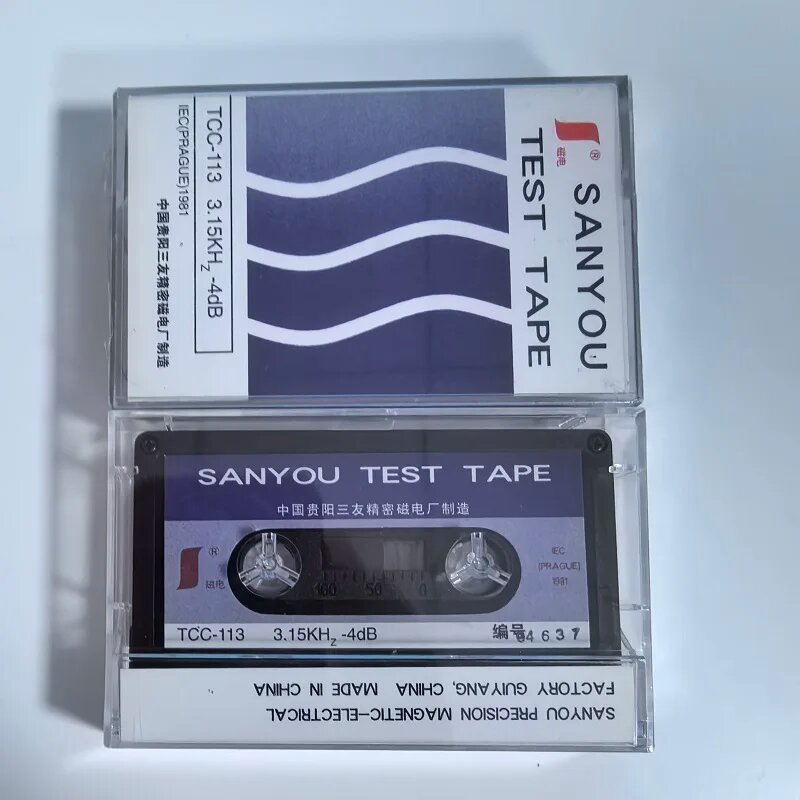 SANYOU
TEST TAPE
®
磁电
TCC-113 3.15KHz -4dB
IEC(PRAGUE)1981
中国贵阳三友精密磁电厂制造
SANYOU TEST TAPE
中国贵阳三友精密磁电厂制造
®
磁电
100 50 0
IEC
(PRAGUE)
1981
TCC-113 3.15KHz -4dB
编号 637
SANYOU PRECISION MAGNETIC-ELECTRICAL
FACTORY GUIYANG, CHINA MADE IN CHINA